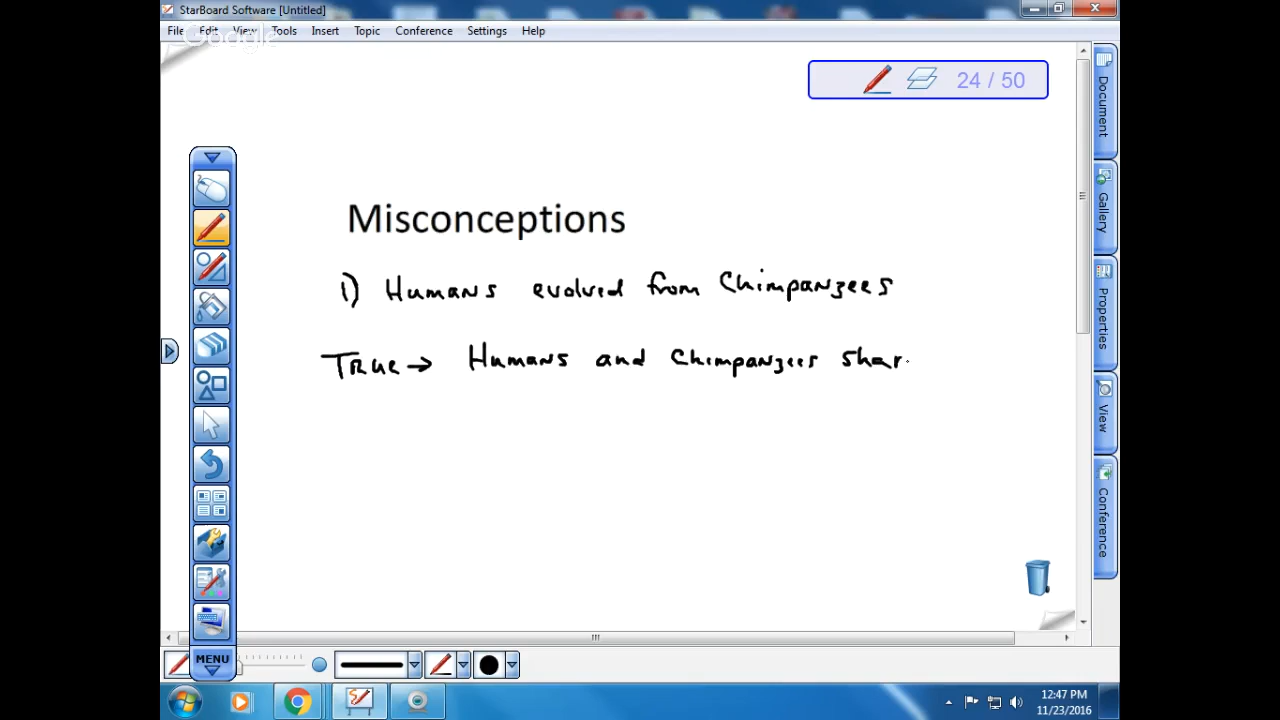 StarBoard Software [Untitled]
File Edit View Tools Insert Topic Conference Settings Help
Google
24 / 50
Document
Gallery
Properties
View
Conference
Misconceptions
1) Humans evolved from Chimpanzees
True → Humans and Chimpanzees shar
MENU
12:47 PM
11/23/2016